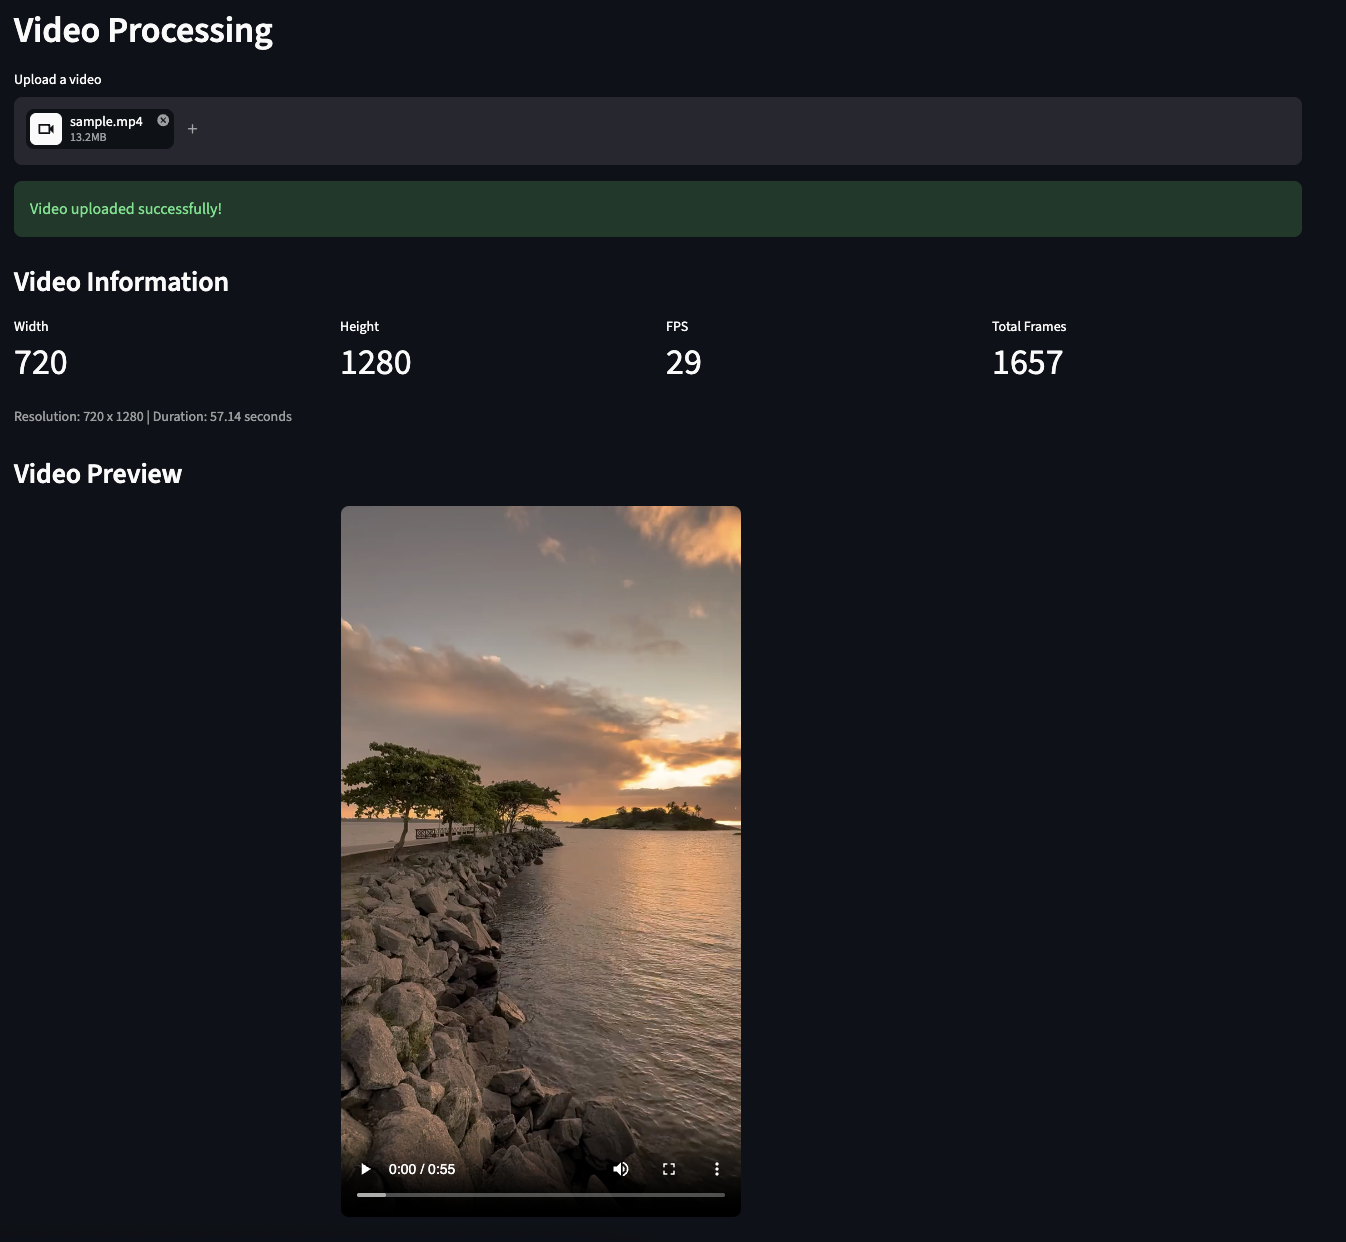 Video Processing
Upload a video
sample.mp4
13.2MB
Video uploaded successfully!
Video Information
Width
Height
FPS
Total Frames
720
1280
29
1657
Resolution: 720 x 1280 | Duration: 57.14 seconds
Video Preview
0:00 / 0:55